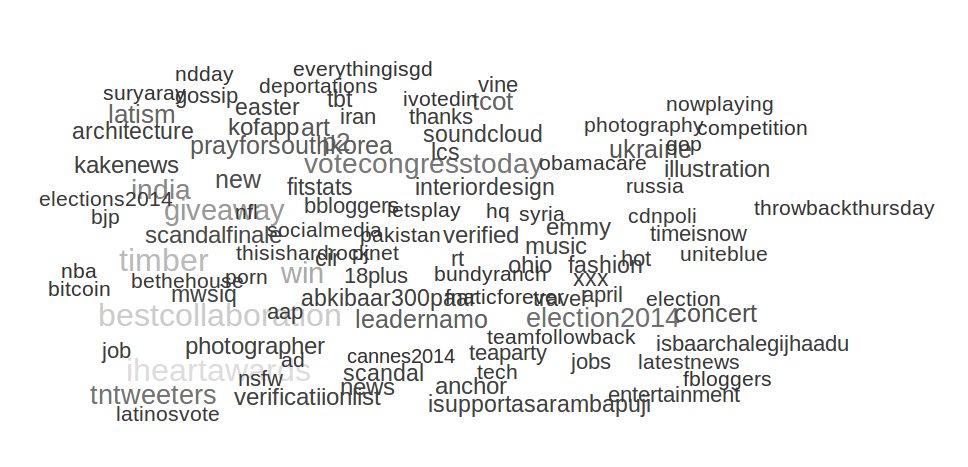 everythingisgd
ndday
deportations
vine
suryaray
gossip
tbt
ivotedin
tcot
nowplaying
latism
easter
iran
thanks
architecture
kofapp
art
p2
soundcloud
photography
competition
prayforsouthkorea
lcs
ukraine
gop
kakenews
votecongresstoday
obamacare
illustration
india
new
fitstats
interiordesign
russia
elections2014
giveaway
nfl
bbloggers
letsplay
hq
syria
cdnpoli
throwbackthursday
bjp
scandalfinale
socialmedia
pakistan
verified
emmy
music
timeisnow
timber
thisishardrock
clr
pjnet
rt
ohio
fashion
hot
uniteblue
nba
bethehouse
porn
win
18plus
bundyranch
xxx
bitcoin
mwsiq
abkibaar300paar
fnaticforever
travel
april
election
bestcollaboration
aap
leadernamo
election2014
concert
job
photographer
teamfollowback
isbaarchalegijhaadu
iheartawards
ad
cannes2014
teaparty
jobs
latestnews
nsfw
scandal
tech
fbloggers
tntweeters
verificatiionlist
news
anchor
entertainment
latinosvote
isupportasarambapuji